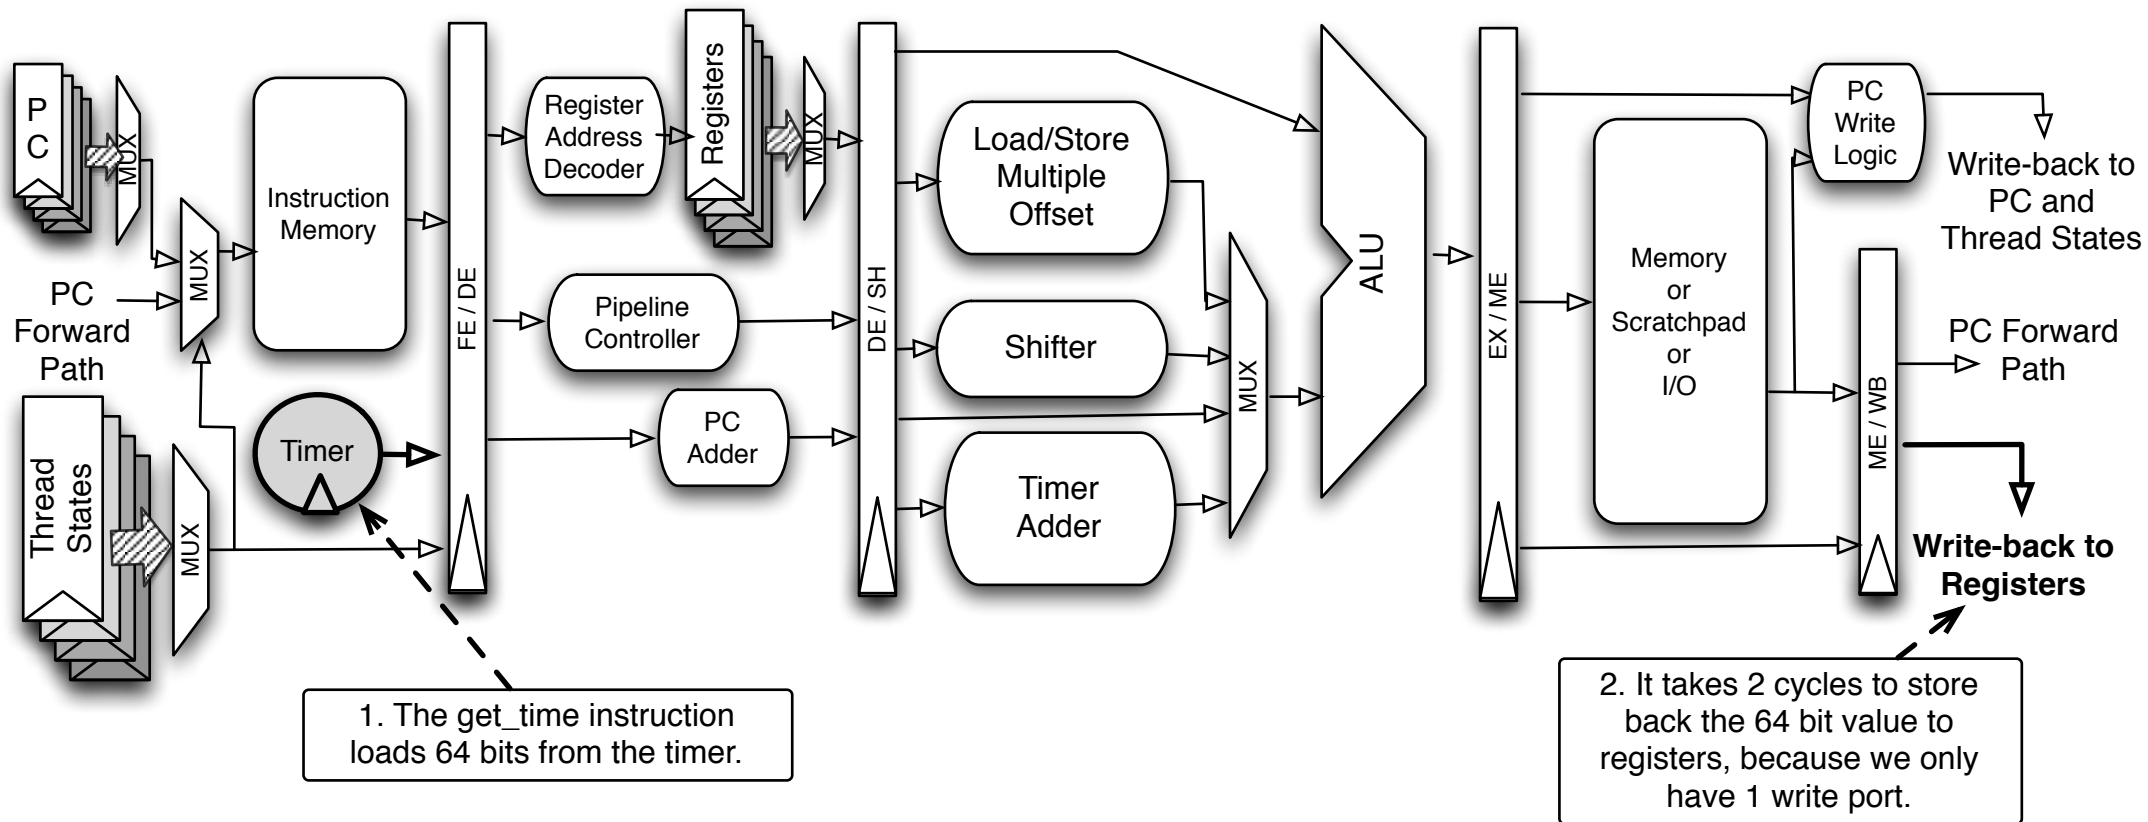 P
C
MUX
MUX
PC
Forward
Path
Thread
States
MUX
Instruction
Memory
Timer
FE / DE
Register
Address
Decoder
Registers
MUX
Pipeline
Controller
PC
Adder
DE / SH
Load/Store
Multiple
Offset
Shifter
Timer
Adder
MUX
ALU
EX / ME
Memory
or
Scratchpad
or
I/O
PC
Write
Logic
ME / WB
Write-back to
PC and
Thread States
PC Forward
Path
Write-back to
Registers
1. The get_time instruction
loads 64 bits from the timer.
2. It takes 2 cycles to store
back the 64 bit value to
registers, because we only
have 1 write port.